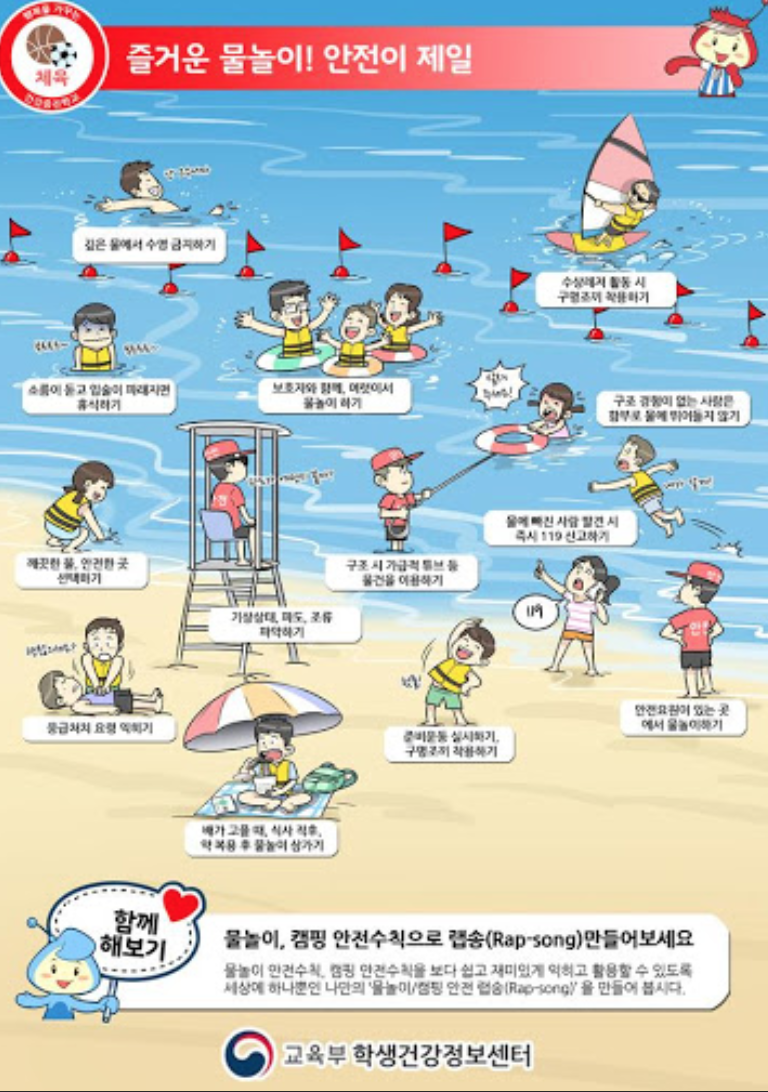 행복을 가꾸는
체육
건강증진학교
즐거운 물놀이! 안전이 제일
깊은 물에서 수영 금지하기
수상레저 활동 시
구명조끼 착용하기
소름이 돋고 입술이 파래지면
휴식하기
보호자와 함께, 여럿이서
물놀이 하기
살려
주세요!
구조 경험이 없는 사람은
함부로 물에 뛰어들지 않기
깨끗한 물, 안전한 곳
선택하기
구조 시 가급적 튜브 등
물건을 이용하기
물에 빠진 사람 발견 시
즉시 119 신고하기
119
기상상태, 파도, 조류
파악하기
응급처치 요령 익히기
준비운동 실시하기,
구명조끼 착용하기
안전
안전요원이 있는 곳
에서 물놀이하기
배가 고플 때, 식사 직후,
약 복용 후 물놀이 삼가기
함께
해보기
물놀이, 캠핑 안전수칙으로 랩송(Rap-song)만들어보세요
물놀이 안전수칙, 캠핑 안전수칙을 보다 쉽고 재미있게 익히고 활용할 수 있도록
세상에 하나뿐인 나만의 '물놀이/캠핑 안전 랩송(Rap-song)' 을 만들어 봅시다.
교육부 학생건강정보센터